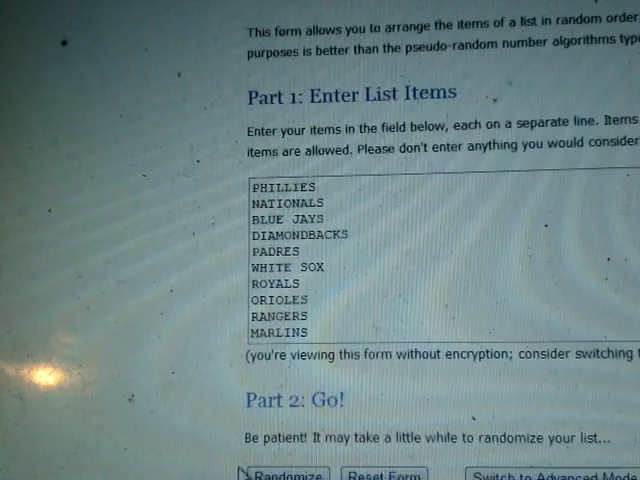 This form allows you to arrange the items of a list in random order
purposes is better than the pseudo-random number algorithms
Part 1: Enter List Items
Enter your items in the field below, each on a separate line. Items
items are allowed. Please don't enter anything you would consider
PHILLIES
NATIONALS
BLUE JAYS
DIAMONDBACKS
PADRES
WHITE SOX
ROYALS
ORIOLES
RANGERS
MARLINS
(you're viewing this form without encryption; consider switching
Part 2: Go!
Be patient! It may take a little while to randomize your list...
Randomize Reset Form Switch to Advanced Mode